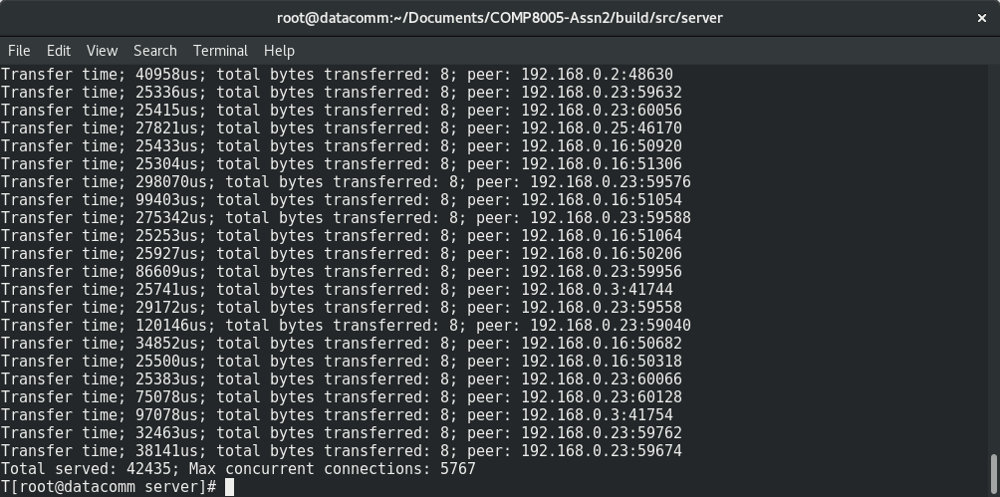 root@datacomm:~/Documents/COMP8005-Assn2/build/src/server ×
File Edit View Search Terminal Help
Transfer time; 40958us; total bytes transferred: 8; peer: 192.168.0.2:48630
Transfer time; 25336us; total bytes transferred: 8; peer: 192.168.0.23:59632
Transfer time; 25415us; total bytes transferred: 8; peer: 192.168.0.23:60056
Transfer time; 27821us; total bytes transferred: 8; peer: 192.168.0.25:46170
Transfer time; 25433us; total bytes transferred: 8; peer: 192.168.0.16:50920
Transfer time; 25304us; total bytes transferred: 8; peer: 192.168.0.16:51306
Transfer time; 298070us; total bytes transferred: 8; peer: 192.168.0.23:59576
Transfer time; 99403us; total bytes transferred: 8; peer: 192.168.0.16:51054
Transfer time; 275342us; total bytes transferred: 8; peer: 192.168.0.23:59588
Transfer time; 25253us; total bytes transferred: 8; peer: 192.168.0.16:51064
Transfer time; 25927us; total bytes transferred: 8; peer: 192.168.0.16:50206
Transfer time; 86609us; total bytes transferred: 8; peer: 192.168.0.23:59956
Transfer time; 25741us; total bytes transferred: 8; peer: 192.168.0.3:41744
Transfer time; 29172us; total bytes transferred: 8; peer: 192.168.0.23:59558
Transfer time; 120146us; total bytes transferred: 8; peer: 192.168.0.23:59040
Transfer time; 34852us; total bytes transferred: 8; peer: 192.168.0.16:50682
Transfer time; 25500us; total bytes transferred: 8; peer: 192.168.0.16:50318
Transfer time; 25383us; total bytes transferred: 8; peer: 192.168.0.23:60066
Transfer time; 75078us; total bytes transferred: 8; peer: 192.168.0.23:60128
Transfer time; 97078us; total bytes transferred: 8; peer: 192.168.0.3:41754
Transfer time; 32463us; total bytes transferred: 8; peer: 192.168.0.23:59762
Transfer time; 38141us; total bytes transferred: 8; peer: 192.168.0.23:59674
Total served: 42435; Max concurrent connections: 5767
T[root@datacomm server]#